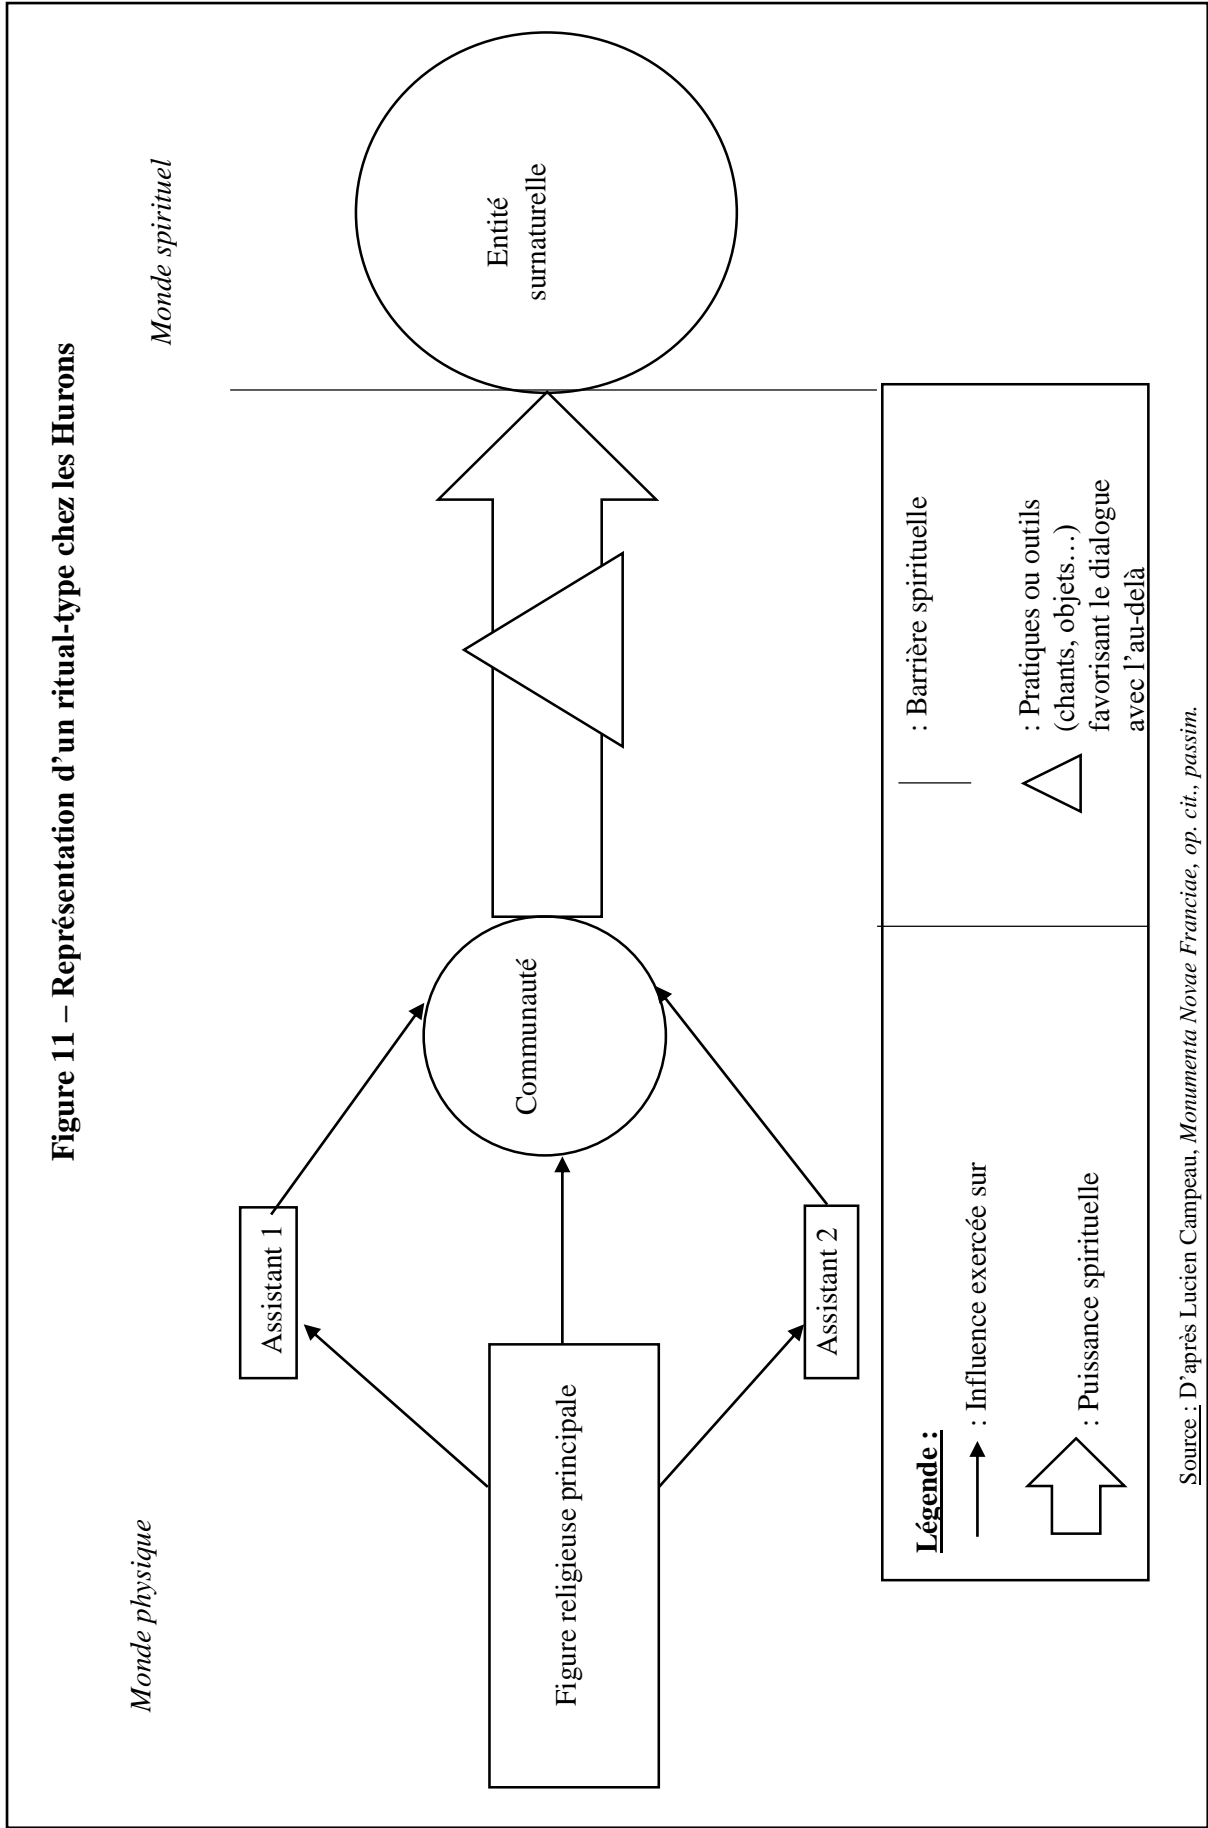 Figure 11 – Représentation d'un ritual-type chez les Hurons
Monde physique
Monde spirituel
Assistant 1
Figure religieuse principale
Communauté
Entité
surnaturelle
Assistant 2
Légende :
: Influence exercée sur
: Puissance spirituelle
: Barrière spirituelle
: Pratiques ou outils
(chants, objets…)
favorisant le dialogue
avec l'au-delà
Source : D'après Lucien Campeau, Monumenta Novae Franciae, op. cit., passim.